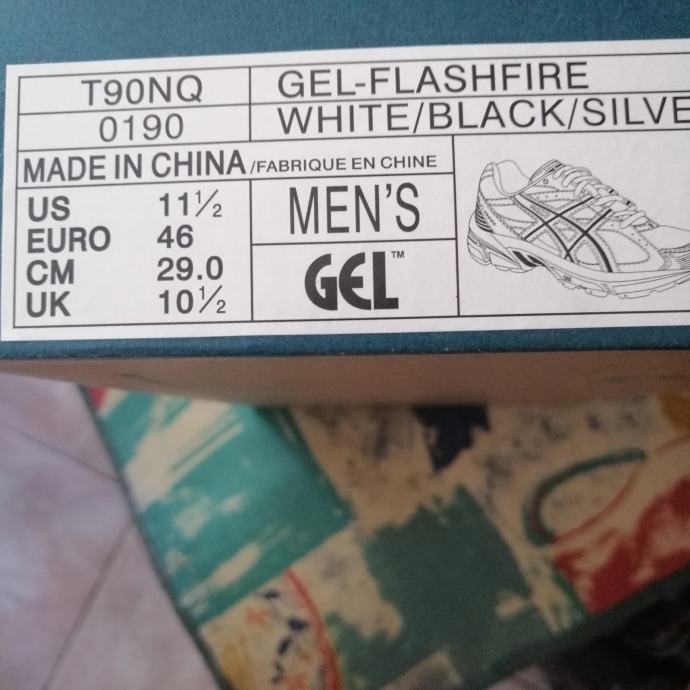 T90NQ
GEL-FLASHFIRE
0190
WHITE/BLACK/SILVE
MADE IN CHINA/FABRIQUE EN CHINE
US 11½
EURO 46
CM 29.0
UK 10½
MEN'S
GEL™